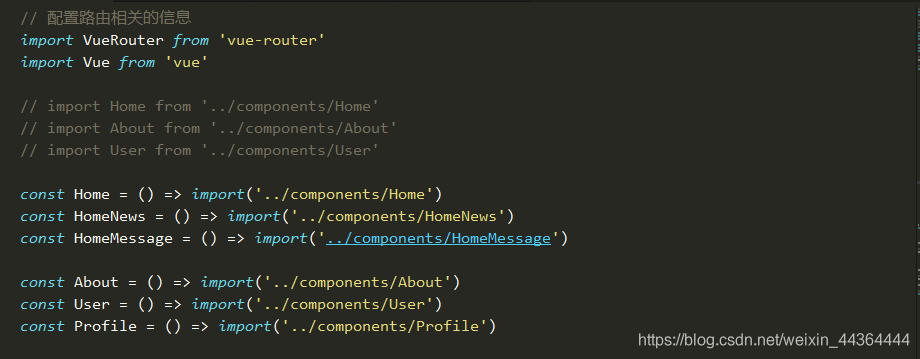 // 配置路由相关的信息
import VueRouter from 'vue-router'
import Vue from 'vue'
// import Home from '../components/Home'
// import About from '../components/About'
// import User from '../components/User'
const Home = () => import('../components/Home')
const HomeNews = () => import('../components/HomeNews')
const HomeMessage = () => import('../components/HomeMessage')
const About = () => import('../components/About')
const User = () => import('../components/User')
const Profile = () => import('../components/Profile')
https://blog.csdn.net/weixin_44364444